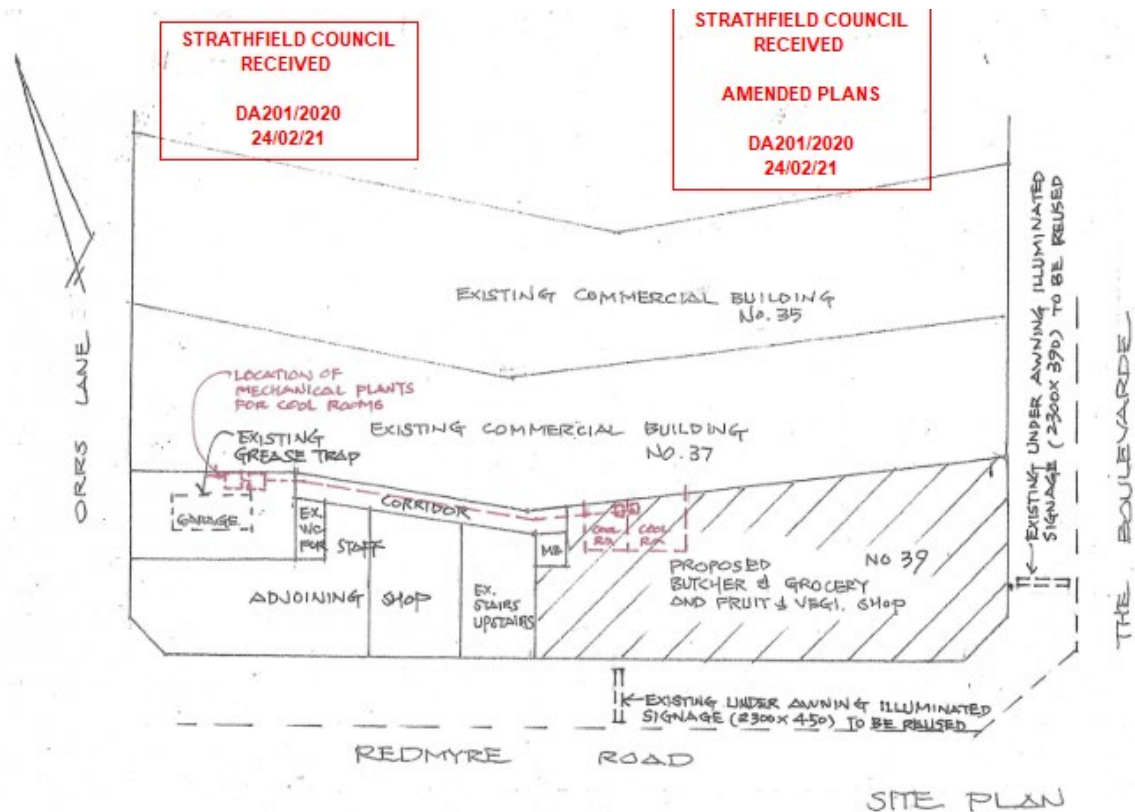 STRATHFIELD COUNCIL
RECEIVED
DA201/2020
24/02/21
STRATHFIELD COUNCIL
RECEIVED
AMENDED PLANS
DA201/2020
24/02/21
EXISTING COMMERCIAL BUILDING
No. 35
ORRS LANE
LOCATION OF
MECHANICAL PLANTS
FOR COOL ROOMS
EXISTING
GREASE TRAP
EXISTING COMMERCIAL BUILDING
No. 37
GARAGE
EX.
WC
FOR STAFF
CORRIDOR
ADJOINING SHOP
EX.
STAIRS
UPSTAIRS
MB
COOL
RM
COOL
RM
No 39
PROPOSED
BUTCHER & GROCERY
AND FRUIT & VEGI. SHOP
EXISTING UNDER AWNING ILLUMINATED
SIGNAGE (2300 x 390) TO BE REUSED
THE BOULEVARDE
EXISTING UNDER AWNING ILLUMINATED
SIGNAGE (2300 x 450) TO BE REUSED
REDMYRE ROAD
SITE PLAN